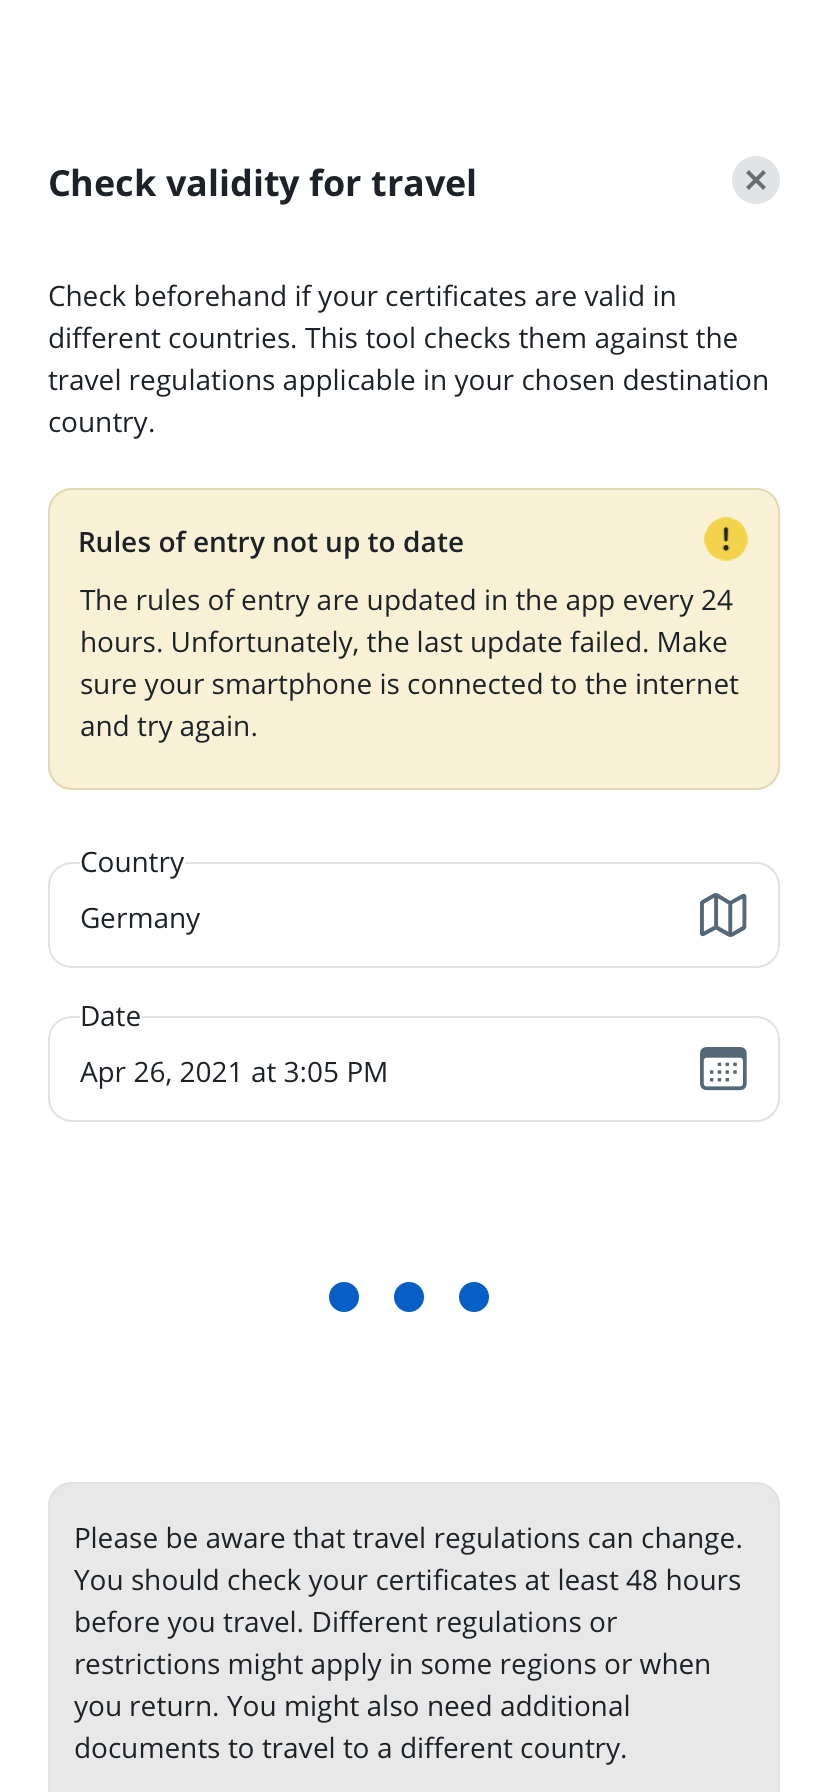 Check validity for travel
Check beforehand if your certificates are valid in
different countries. This tool checks them against the
travel regulations applicable in your chosen destination
country.
Rules of entry not up to date
The rules of entry are updated in the app every 24
hours. Unfortunately, the last update failed. Make
sure your smartphone is connected to the internet
and try again.
Country
Germany
Date
Apr 26, 2021 at 3:05 PM
Please be aware that travel regulations can change.
You should check your certificates at least 48 hours
before you travel. Different regulations or
restrictions might apply in some regions or when
you return. You might also need additional
documents to travel to a different country.